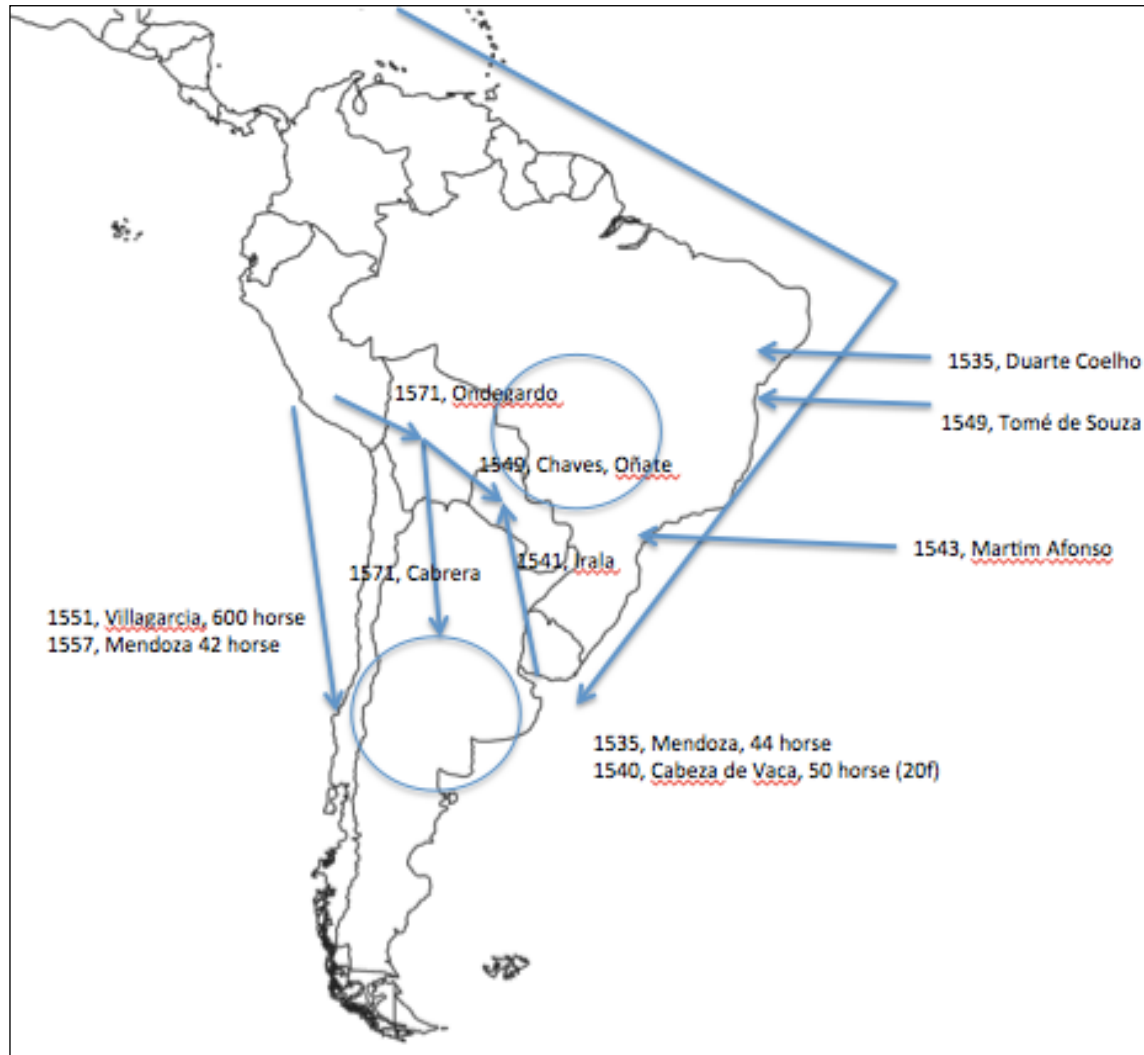 1535, Duarte Coelho
1571, Ondegardo
1549, Tomé de Souza
1549, Chaves, Oñate
1543, Martim Afonso
1541, Irala
1571, Cabrera
1551, Villagarcia, 600 horse
1557, Mendoza 42 horse
1535, Mendoza, 44 horse
1540, Cabeza de Vaca, 50 horse (20f)